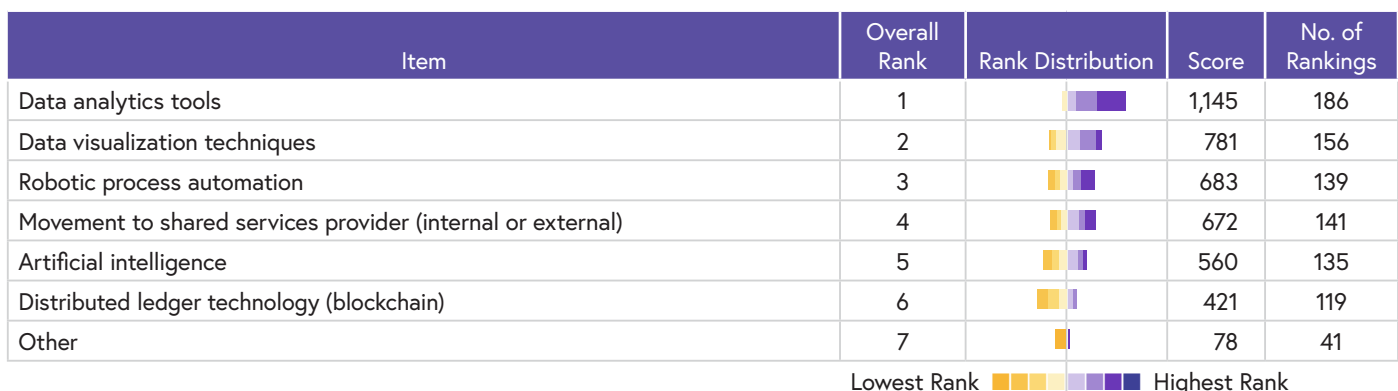 Item Overall Rank Rank Distribution Score No. of Rankings
Data analytics tools 1 1,145 186
Data visualization techniques 2 781 156
Robotic process automation 3 683 139
Movement to shared services provider (internal or external) 4 672 141
Artificial intelligence 5 560 135
Distributed ledger technology (blockchain) 6 421 119
Other 7 78 41
Lowest Rank Highest Rank